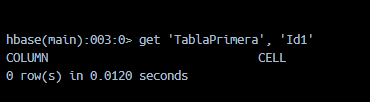 hbase(main):003:0> get 'TablaPrimera', 'Id1'
COLUMN CELL
0 row(s) in 0.0120 seconds